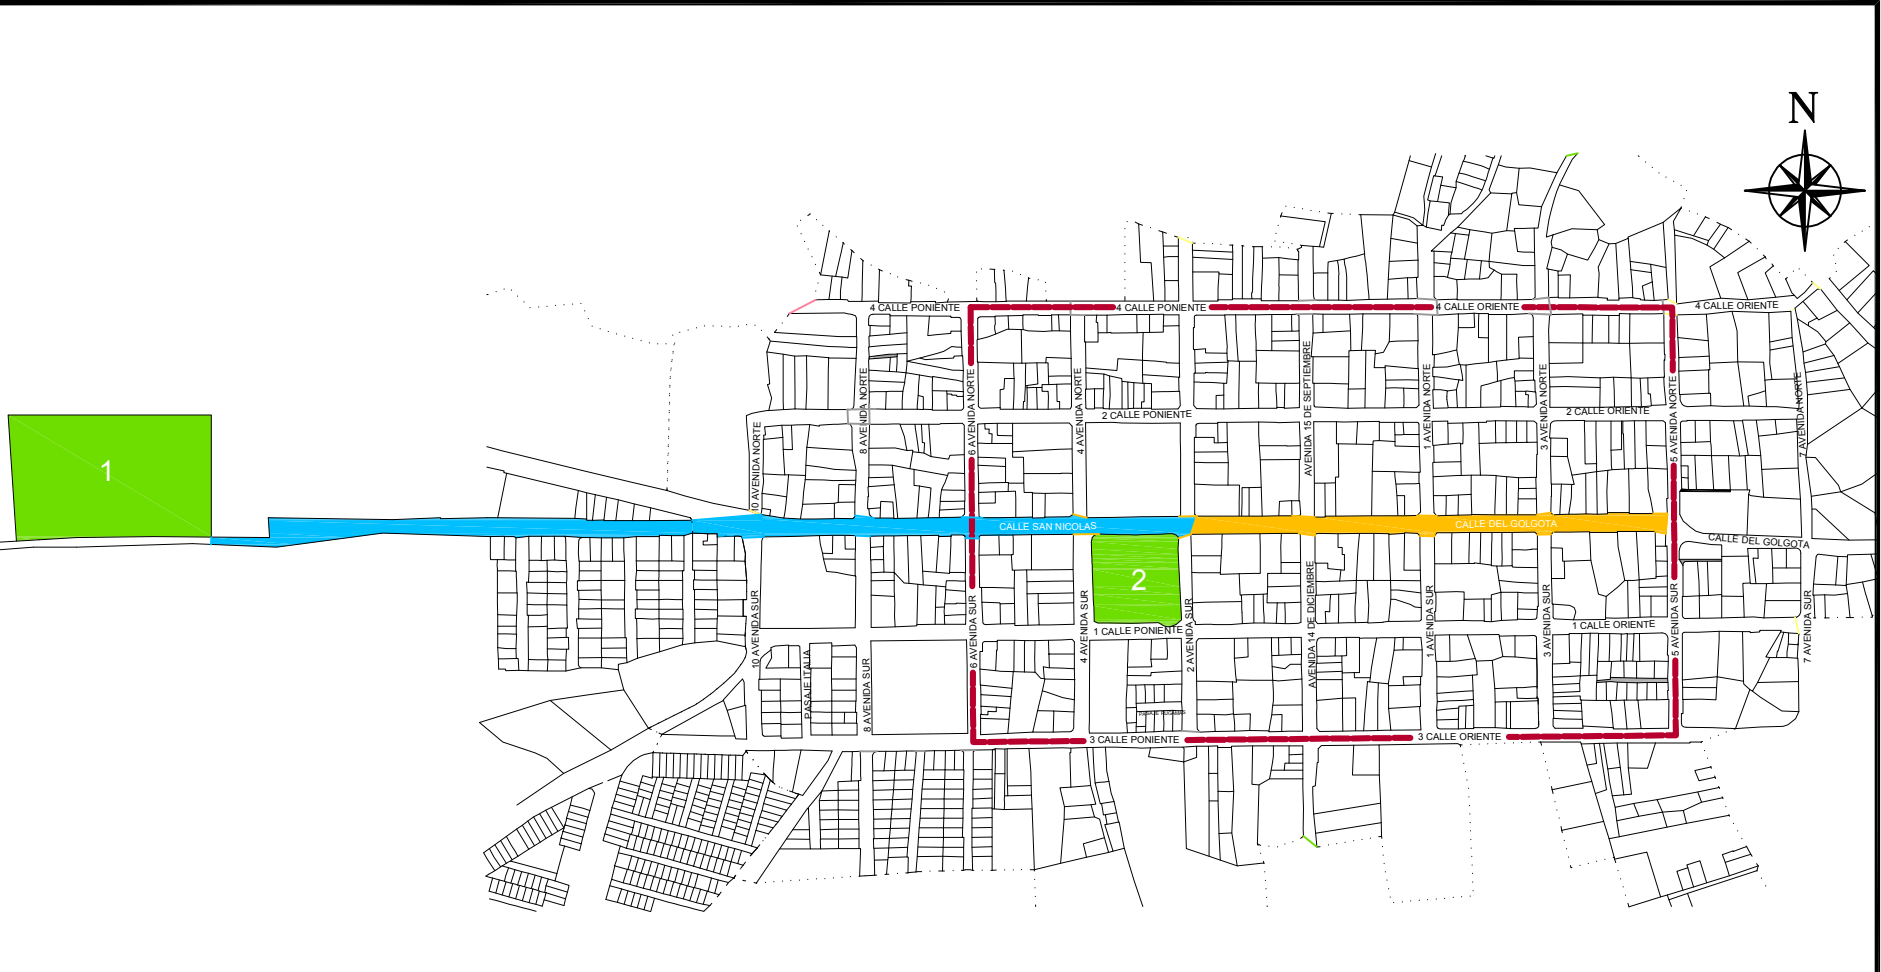 N
4 CALLE PONIENTE
4 CALLE PONIENTE
4 CALLE ORIENTE
4 CALLE ORIENTE
8 AVENIDA NORTE
6 AVENIDA NORTE
4 AVENIDA NORTE
AVENIDA 15 DE SEPTIEMBRE
1 AVENIDA NORTE
3 AVENIDA NORTE
5 AVENIDA NORTE
7 AVENIDA NORTE
10 AVENIDA NORTE
2 CALLE PONIENTE
2 CALLE ORIENTE
1
CALLE SAN NICOLAS
CALLE DEL GOLGOTA
CALLE DEL GOLGOTA
2
10 AVENIDA SUR
PASAJE ITALIA
8 AVENIDA SUR
6 AVENIDA SUR
4 AVENIDA SUR
2 AVENIDA SUR
AVENIDA 14 DE DICIEMBRE
1 AVENIDA SUR
3 AVENIDA SUR
5 AVENIDA SUR
7 AVENIDA SUR
1 CALLE PONIENTE
1 CALLE ORIENTE
3 CALLE PONIENTE
3 CALLE ORIENTE